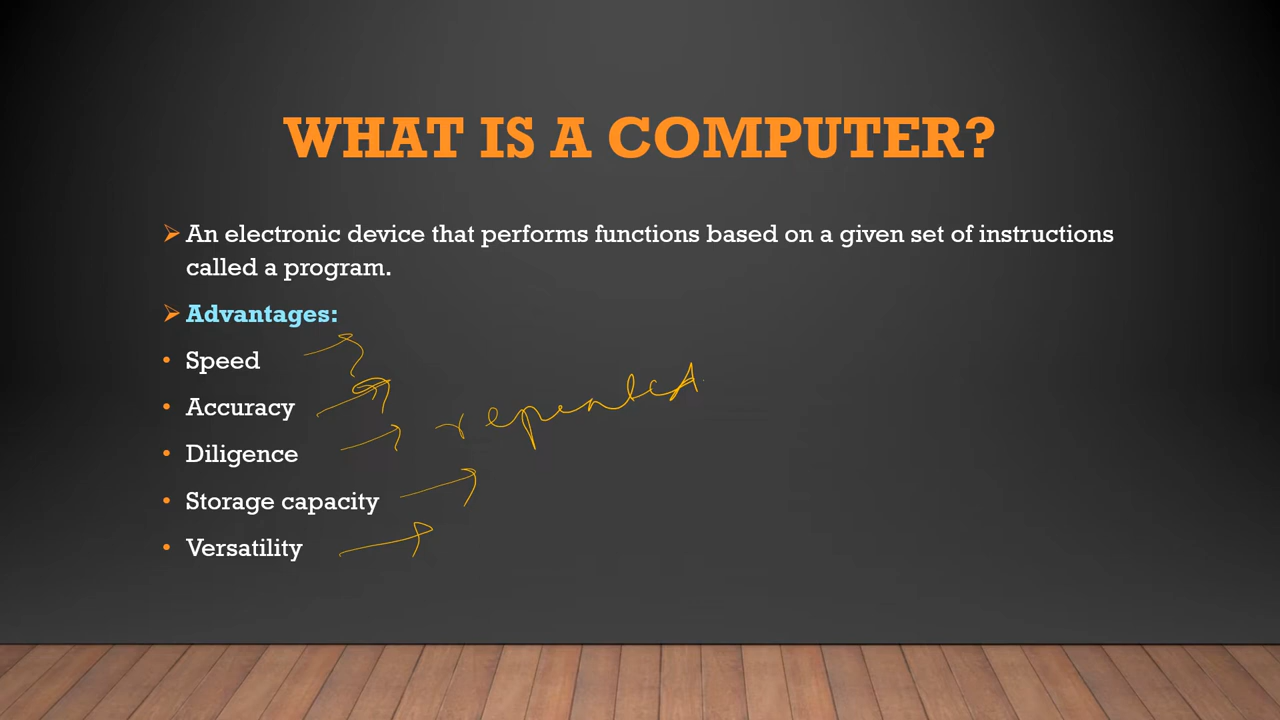 WHAT IS A COMPUTER?
An electronic device that performs functions based on a given set of instructions
called a program.
Advantages:
Speed
Accuracy
repeated
Diligence
Storage capacity
Versatility